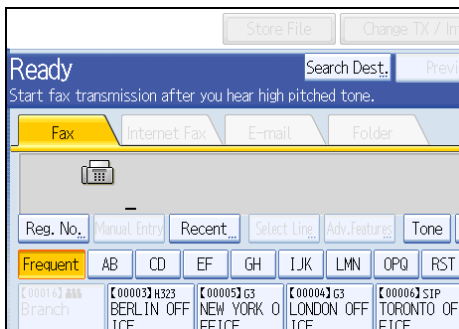 Store File Change TX / In
Ready Search Dest. Previ
Start fax transmission after you hear high pitched tone.
Fax Internet Fax E-mail Folder
Reg. No. Manual Entry Recent Select Line Adv.Features Tone
Frequent AB CD EF GH IJK LMN OPQ RST
【00016】 【00003】H323 【00005】G3 【00004】G3 【00006】SIP
Branch BERLIN OFF NEW YORK O LONDON OFF TORONTO OF
ICE FFICE ICE FICE